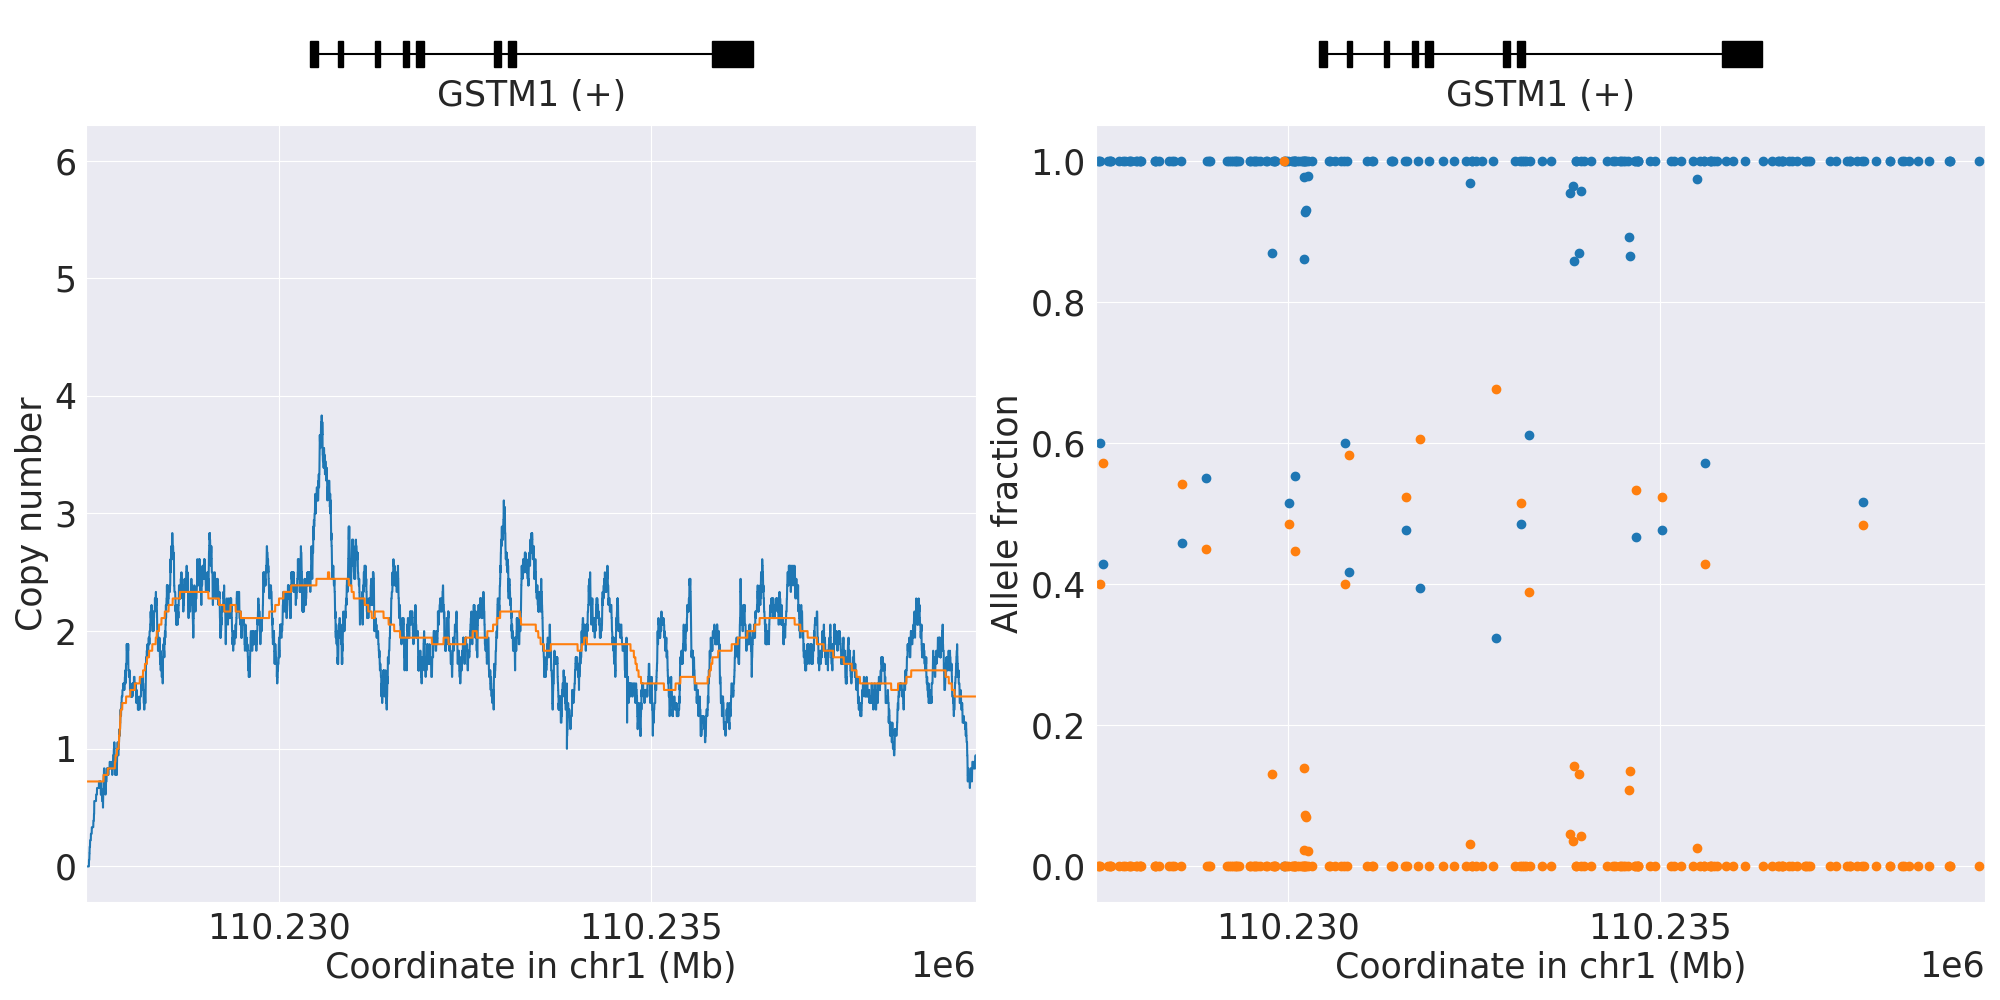 GSTM1 (+)
GSTM1 (+)
Copy number
6
5
4
3
2
1
0
110.230
110.235
Coordinate in chr1 (Mb)
1e6
Allele fraction
1.0
0.8
0.6
0.4
0.2
0.0
110.230
110.235
Coordinate in chr1 (Mb)
1e6